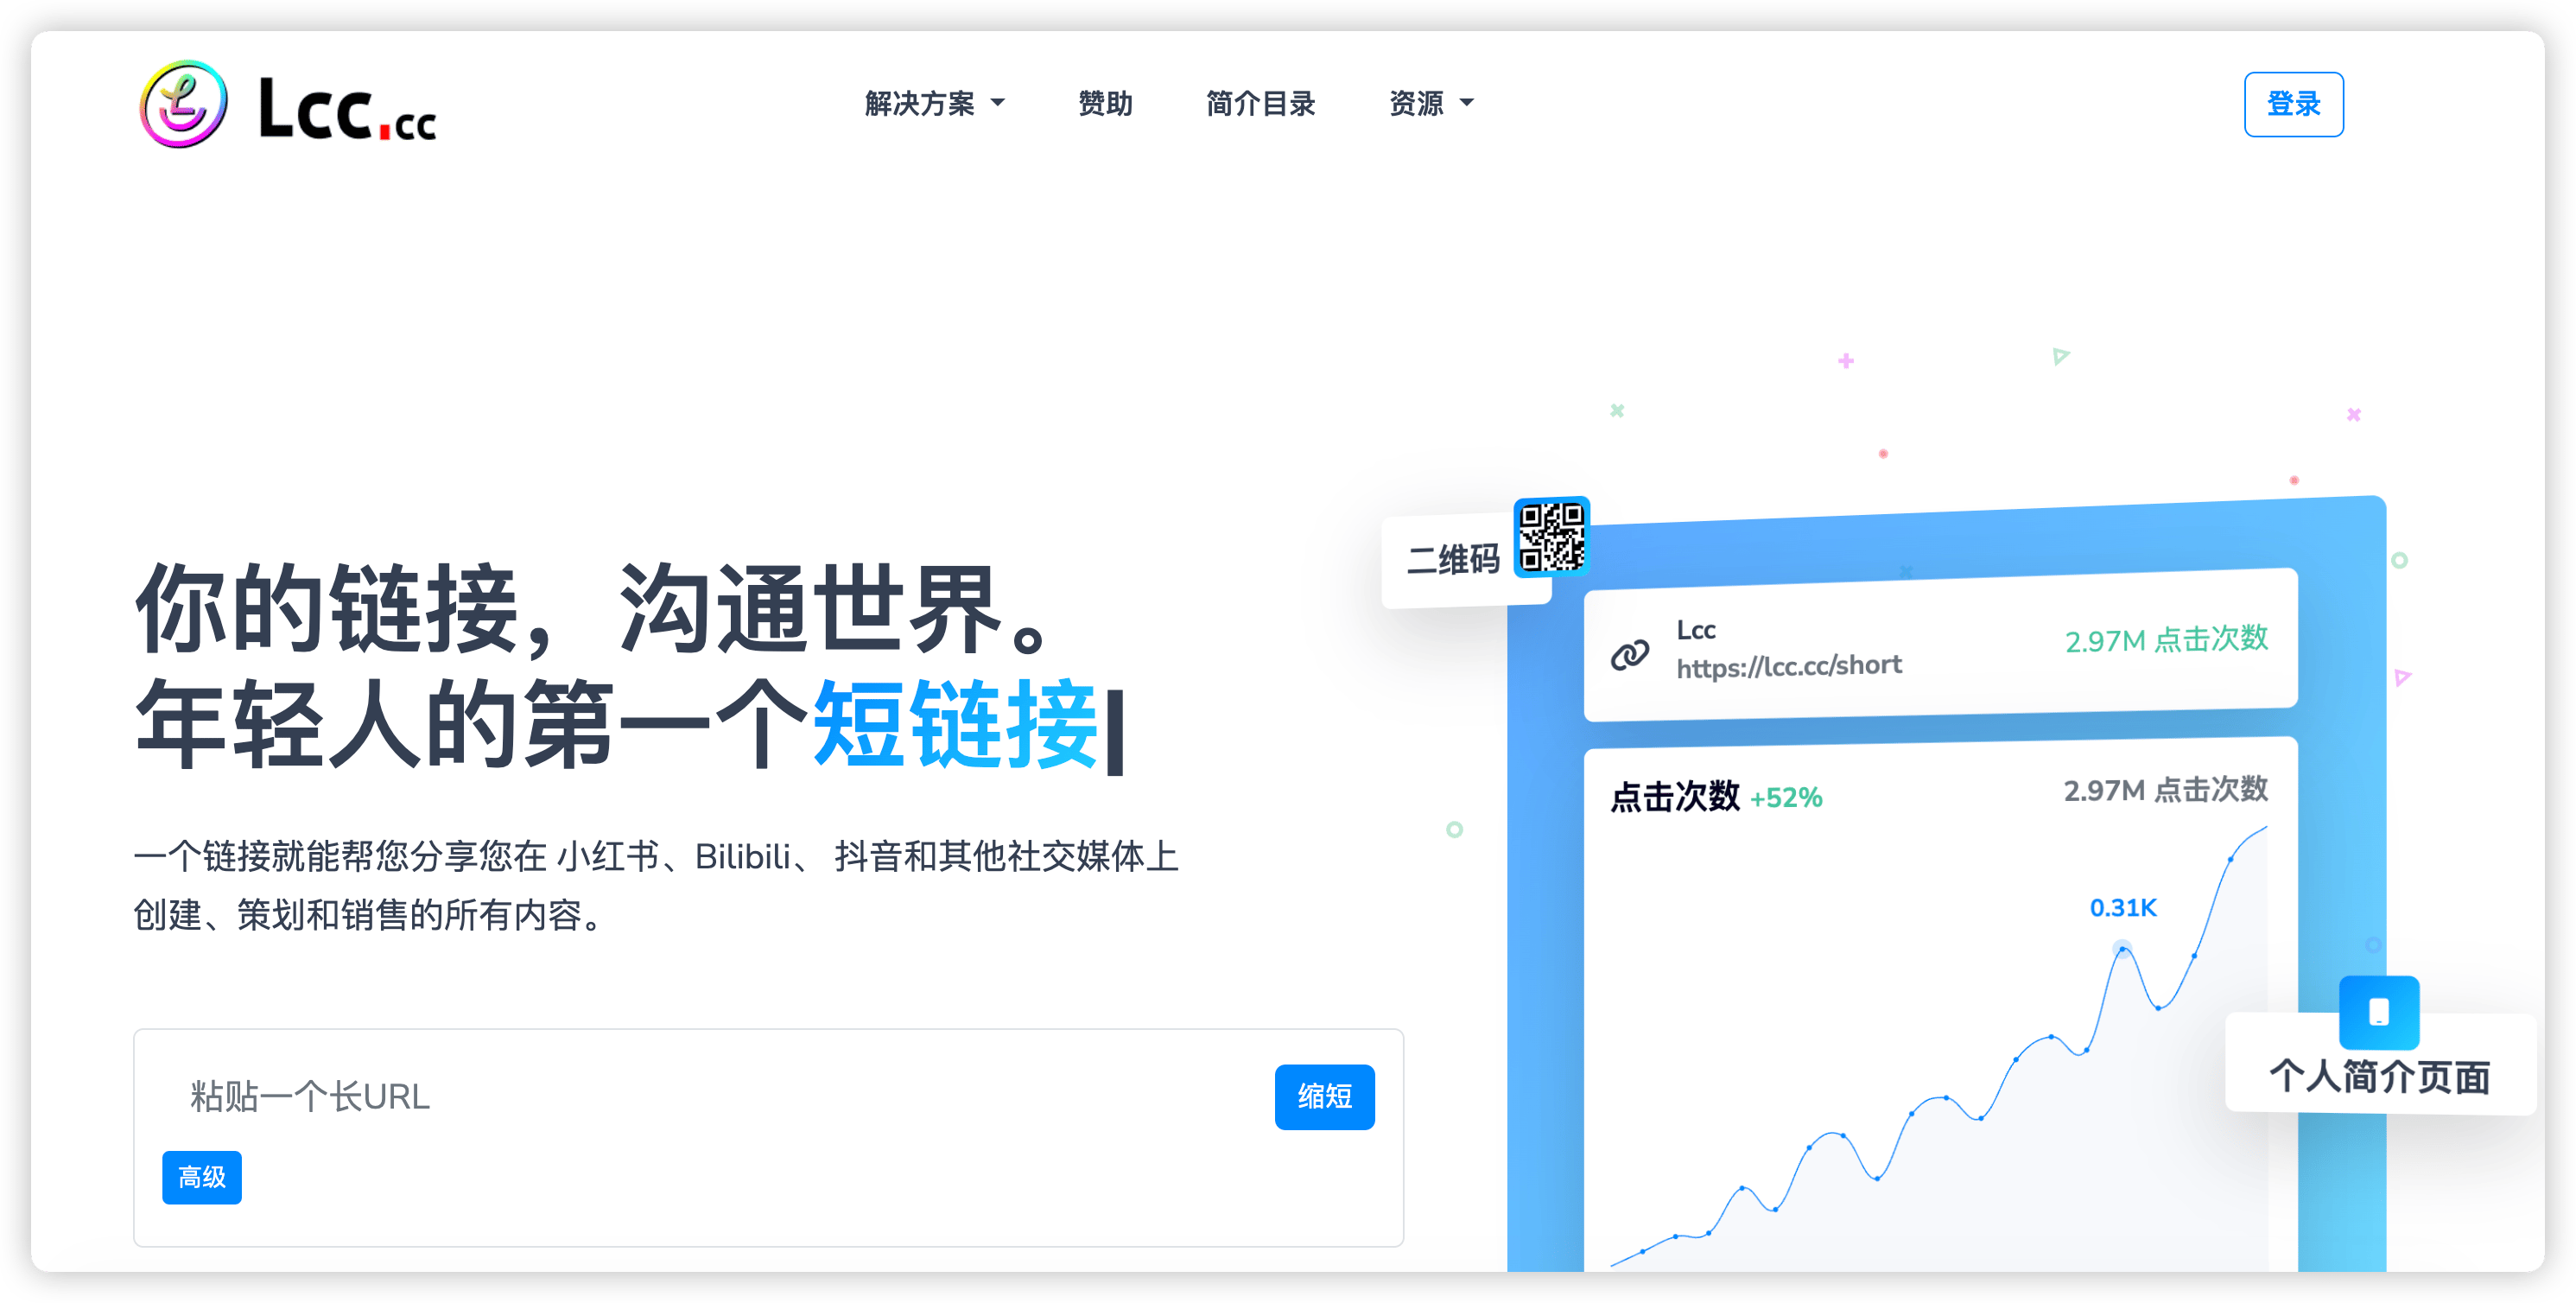 Lcc.cc
解决方案
赞助
简介目录
资源
登录
你的链接，沟通世界。
年轻人的第一个短链接|
一个链接就能帮您分享您在 小红书、Bilibili、 抖音和其他社交媒体上
创建、策划和销售的所有内容。
粘贴一个长URL
缩短
高级
二维码
Lcc
https://lcc.cc/short
2.97M 点击次数
点击次数 +52%
2.97M 点击次数
0.31K
个人简介页面